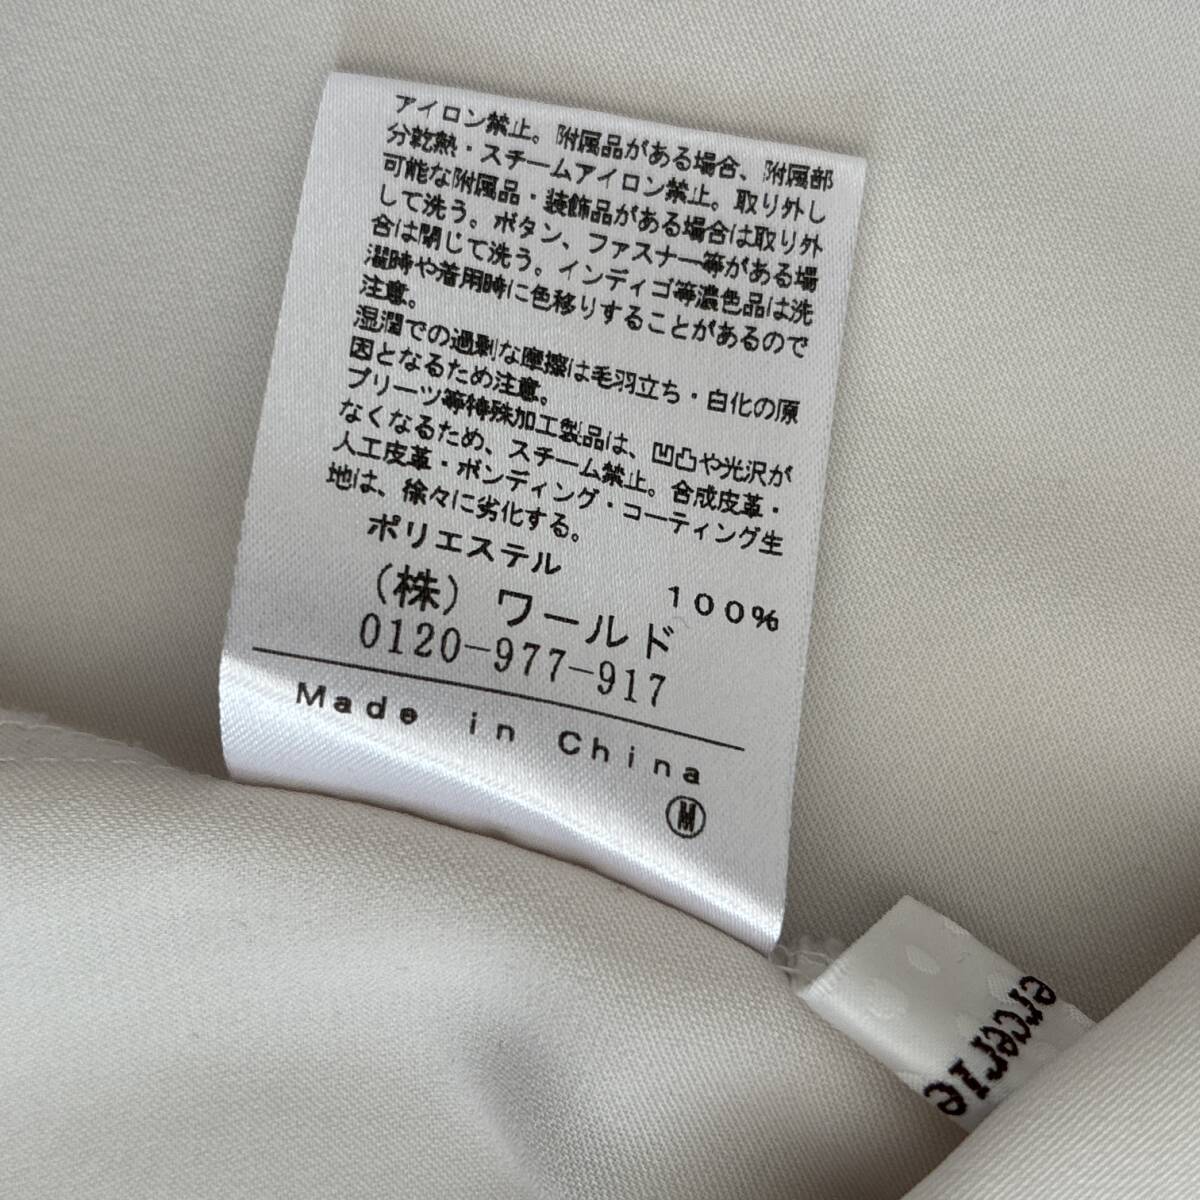 アイロン禁止。附属品がある場合、附属部
分乾熱・スチームアイロン禁止。取り外し
可能な附属品・装飾品がある場合は取り外
して洗う。ボタン、ファスナー等がある場
合は閉じて洗う。インディゴ等濃色品は洗
濯時や着用時に色移りすることがあるので
注意。
湿潤での過剰な摩擦は毛羽立ち・白化の原
因となるため注意。
プリーツ等特殊加工製品は、凹凸や光沢が
なくなるため、スチーム禁止。合成皮革・
人工皮革・ボンディング・コーティング生
地は、徐々に劣化する。
ポリエステル 100%
(株) ワールド
0120-977-917
Made in China
M
ercerie